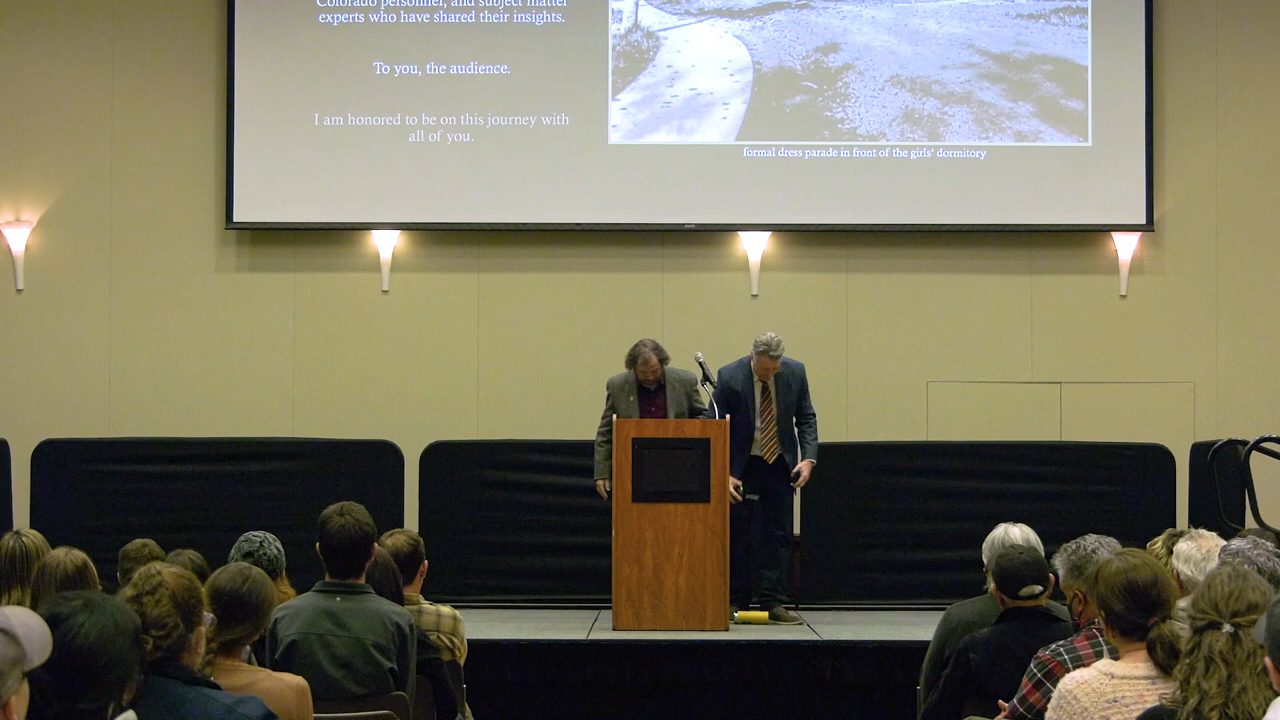 Colorado personnel, and subject matter
experts who have shared their insights.
To you, the audience.
I am honored to be on this journey with
all of you.
formal dress parade in front of the girls' dormitory